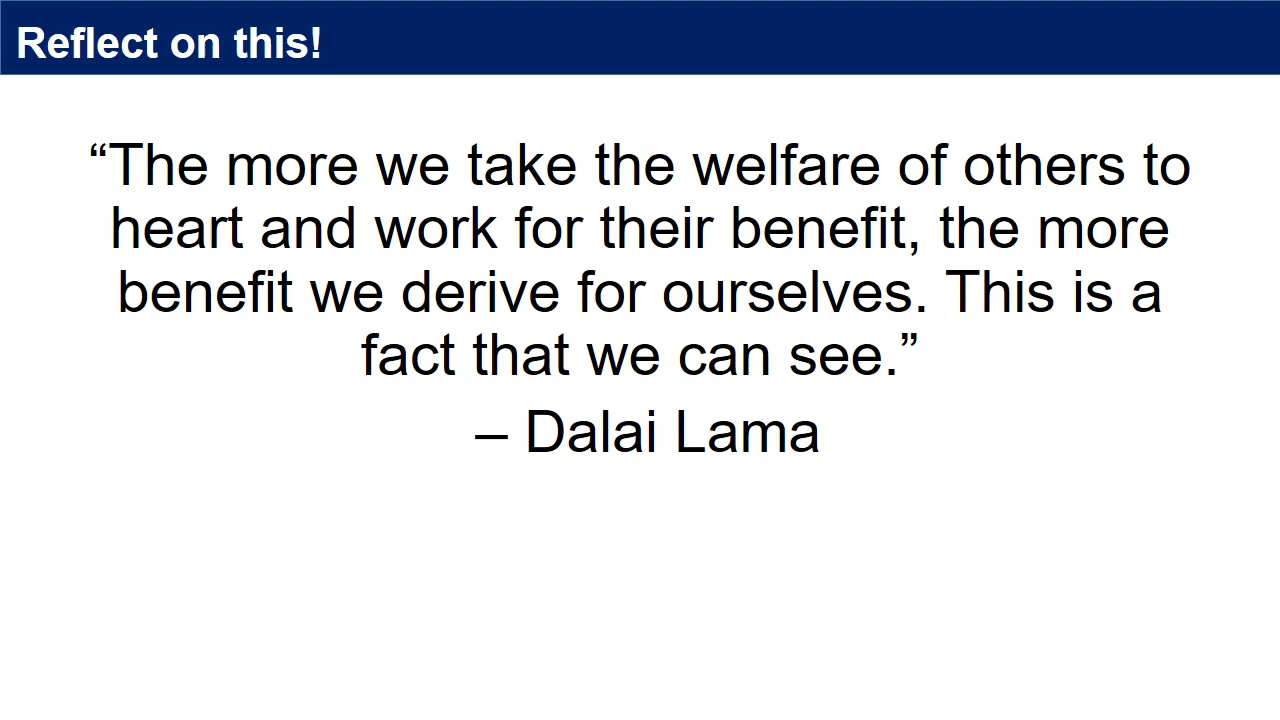 Reflect on this!
“The more we take the welfare of others to
heart and work for their benefit, the more
benefit we derive for ourselves. This is a
fact that we can see.”
– Dalai Lama